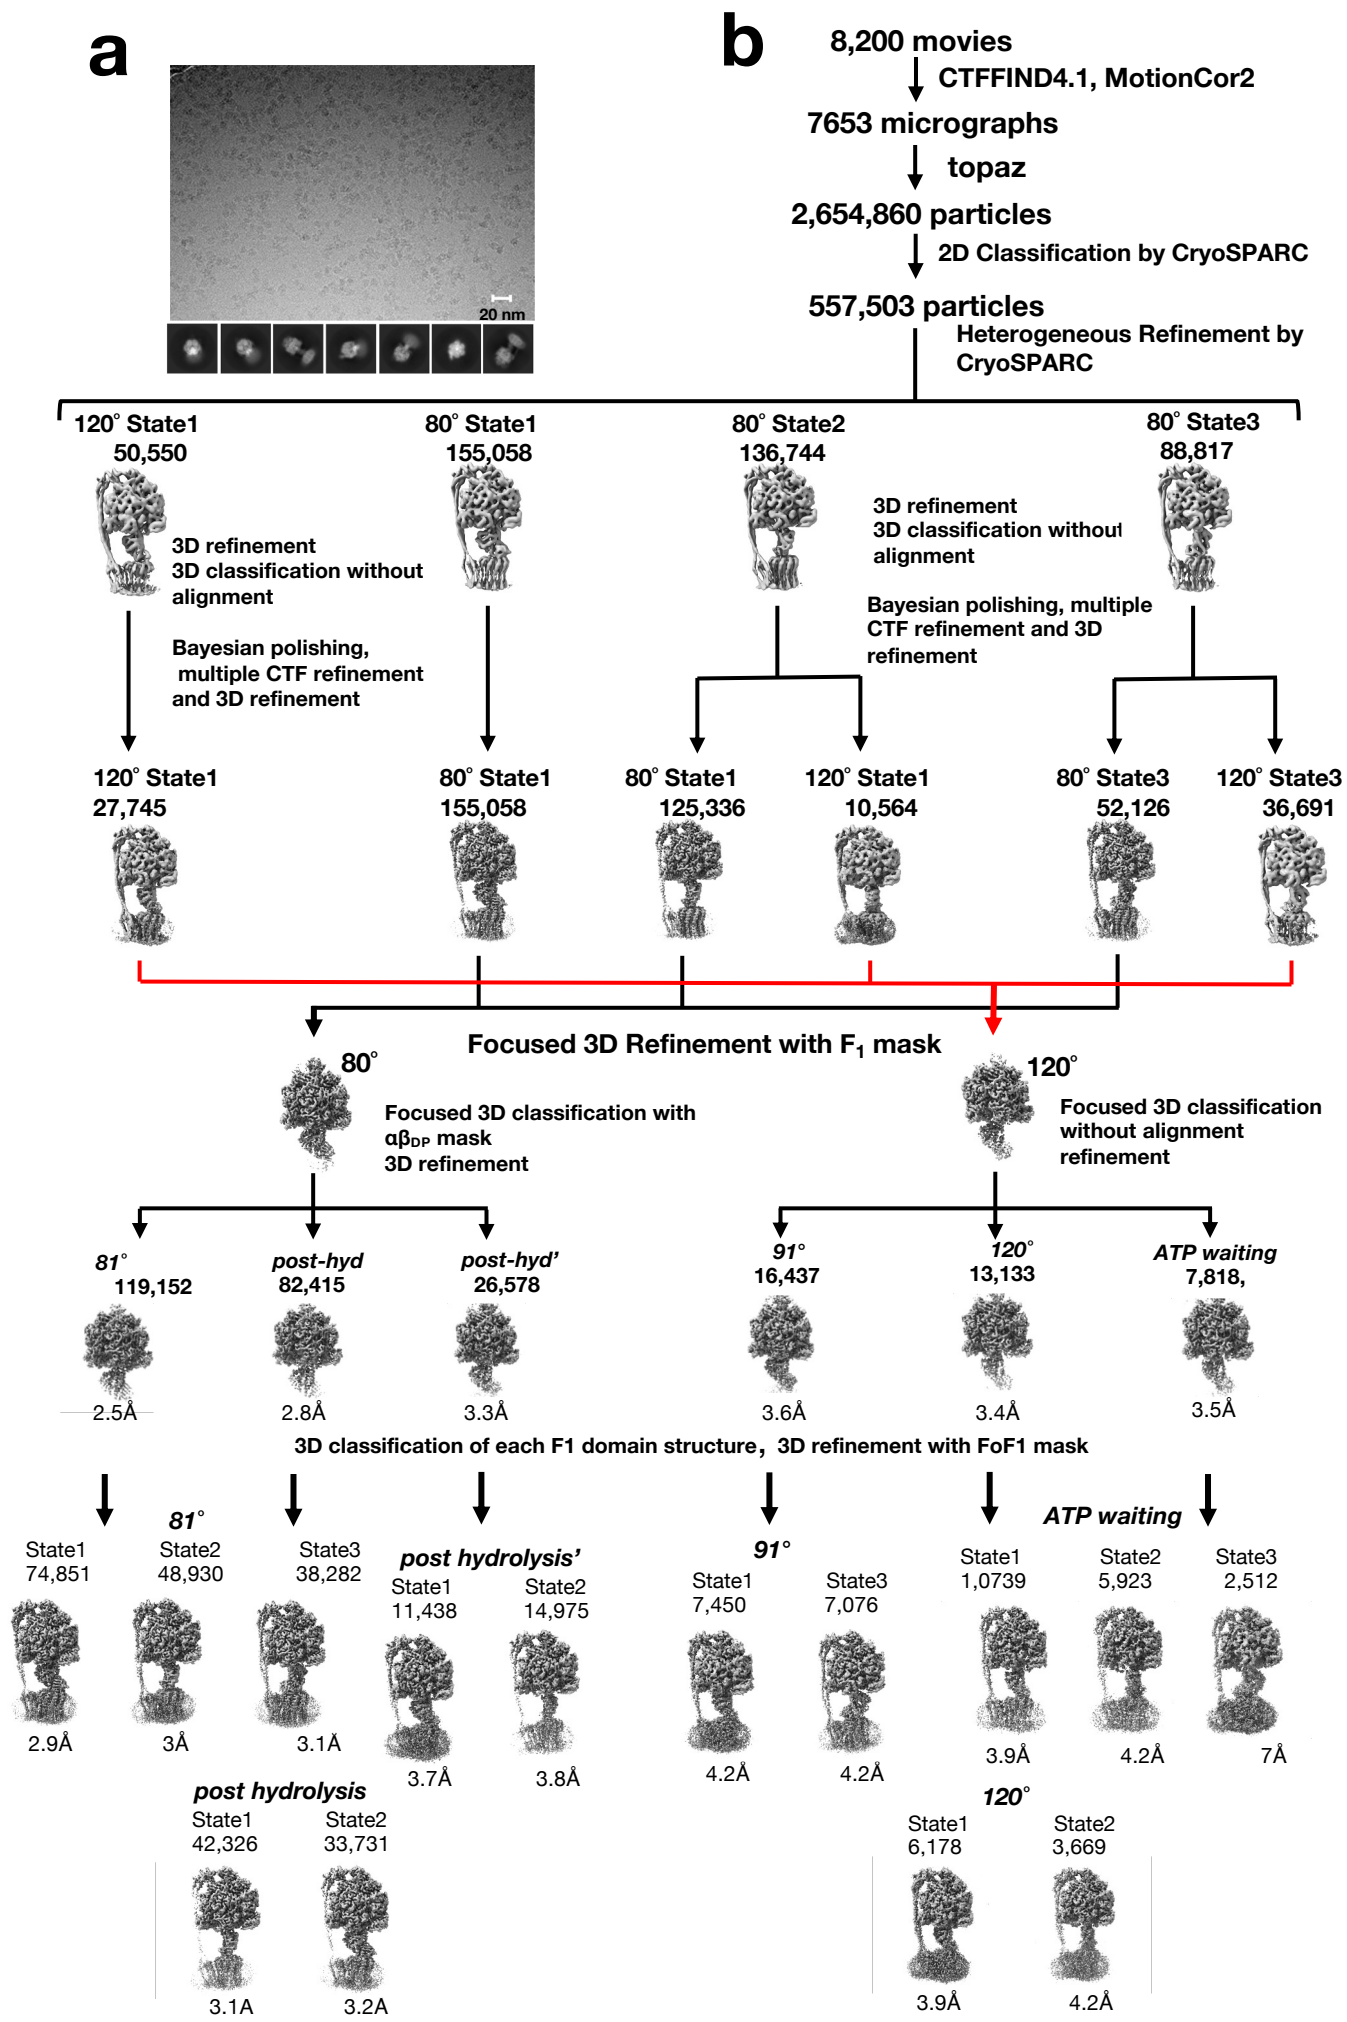 a
20 nm
b
8,200 movies
CTFFIND4.1, MotionCor2
7653 micrographs
topaz
2,654,860 particles
2D Classification by CryoSPARC
557,503 particles
Heterogeneous Refinement by
CryoSPARC
120° State1
50,550
80° State1
155,058
80° State2
136,744
80° State3
88,817
3D refinement
3D classification without
alignment
Bayesian polishing,
multiple CTF refinement
and 3D refinement
3D refinement
3D classification without
alignment
Bayesian polishing, multiple
CTF refinement and 3D
refinement
120° State1
27,745
80° State1
155,058
80° State1
125,336
120° State1
10,564
80° State3
52,126
120° State3
36,691
Focused 3D Refinement with F₁ mask
80°
Focused 3D classification with
αβDP mask
3D refinement
120°
Focused 3D classification
without alignment
refinement
81°
119,152
2.5Å
post-hyd
82,415
2.8Å
post-hyd’
26,578
3.3Å
91°
16,437
3.6Å
120°
13,133
3.4Å
ATP waiting
7,818,
3.5Å
3D classification of each F1 domain structure, 3D refinement with FoF1 mask
81°
State1
74,851
2.9Å
State2
48,930
3Å
State3
38,282
3.1Å
post hydrolysis’
State1
11,438
3.7Å
State2
14,975
3.8Å
91°
State1
7,450
4.2Å
State3
7,076
4.2Å
ATP waiting
State1
1,0739
3.9Å
State2
5,923
4.2Å
State3
2,512
7Å
post hydrolysis
State1
42,326
3.1A
State2
33,731
3.2A
120°
State1
6,178
3.9Å
State2
3,669
4.2Å